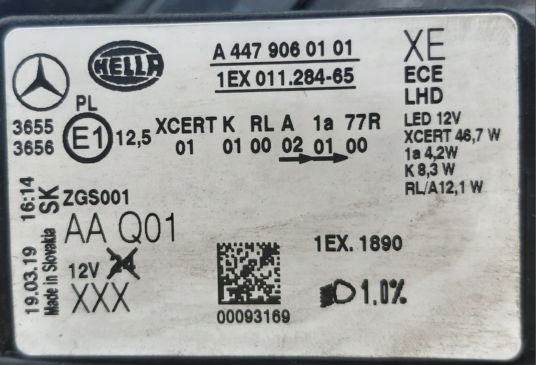 HELLA
A 447 906 01 01
1EX 011.284-65
XE
ECE
LHD
LED 12V
XCERT 46,7 W
1a 4,2W
K 8,3 W
RL/A12,1 W
PL
3655
3656
E1
12,5
XCERT K RL A 1a 77R
01 01 00 02 01 00
ZGS001
AA Q01
12V 24
XXX
19.03.19 16:14
Made in Slovakia SK
00093169
1EX. 1890
1.0%